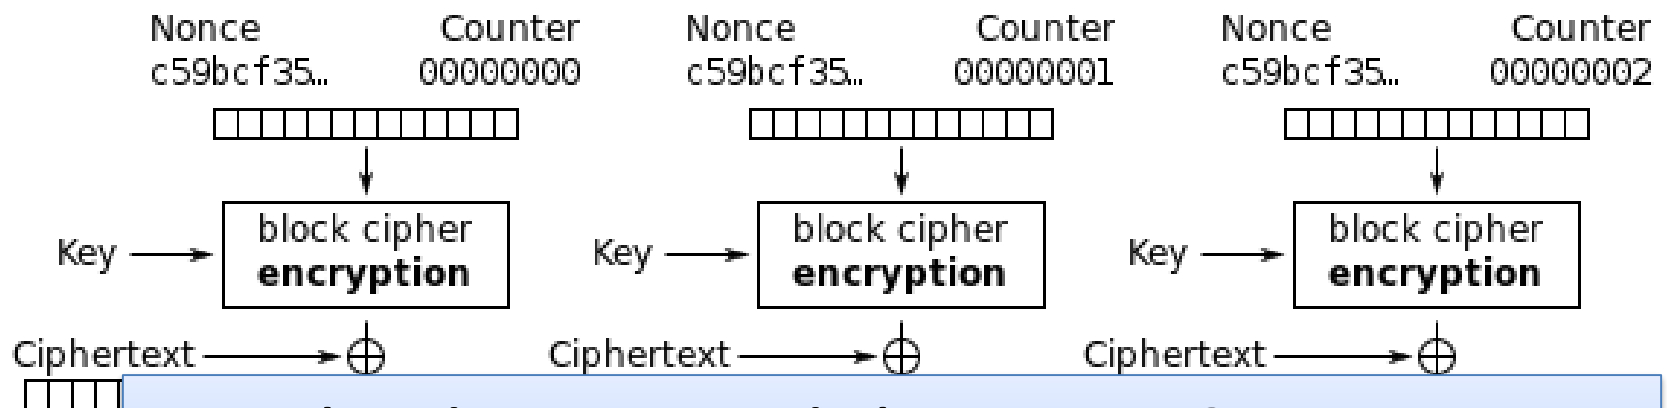 Nonce Counter Nonce Counter Nonce Counter
c59bcf35… 00000000 c59bcf35… 00000001 c59bcf35… 00000002
block cipher block cipher block cipher
Key Key Key
encryption encryption encryption
Ciphertext Ciphertext Ciphertext